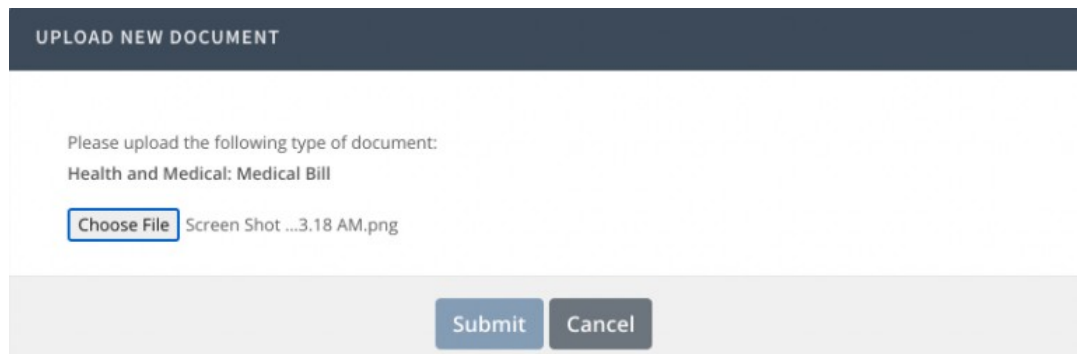 UPLOAD NEW DOCUMENT
Please upload the following type of document:
Health and Medical: Medical Bill
Choose File Screen Shot ...3.18 AM.png
Submit Cancel